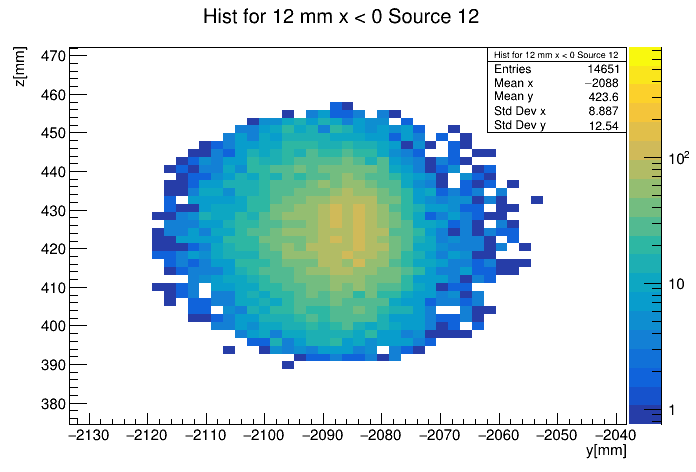 Hist for 12 mm x < 0 Source 12
z[mm]
Hist for 12 mm x < 0 Source 12
Entries 14651
Mean x −2088
Mean y 423.6
Std Dev x 8.887
Std Dev y 12.54
470
460
450
440
430
420
410
400
390
380
10²
10
1
−2130 −2120 −2110 −2100 −2090 −2080 −2070 −2060 −2050 −2040
y[mm]